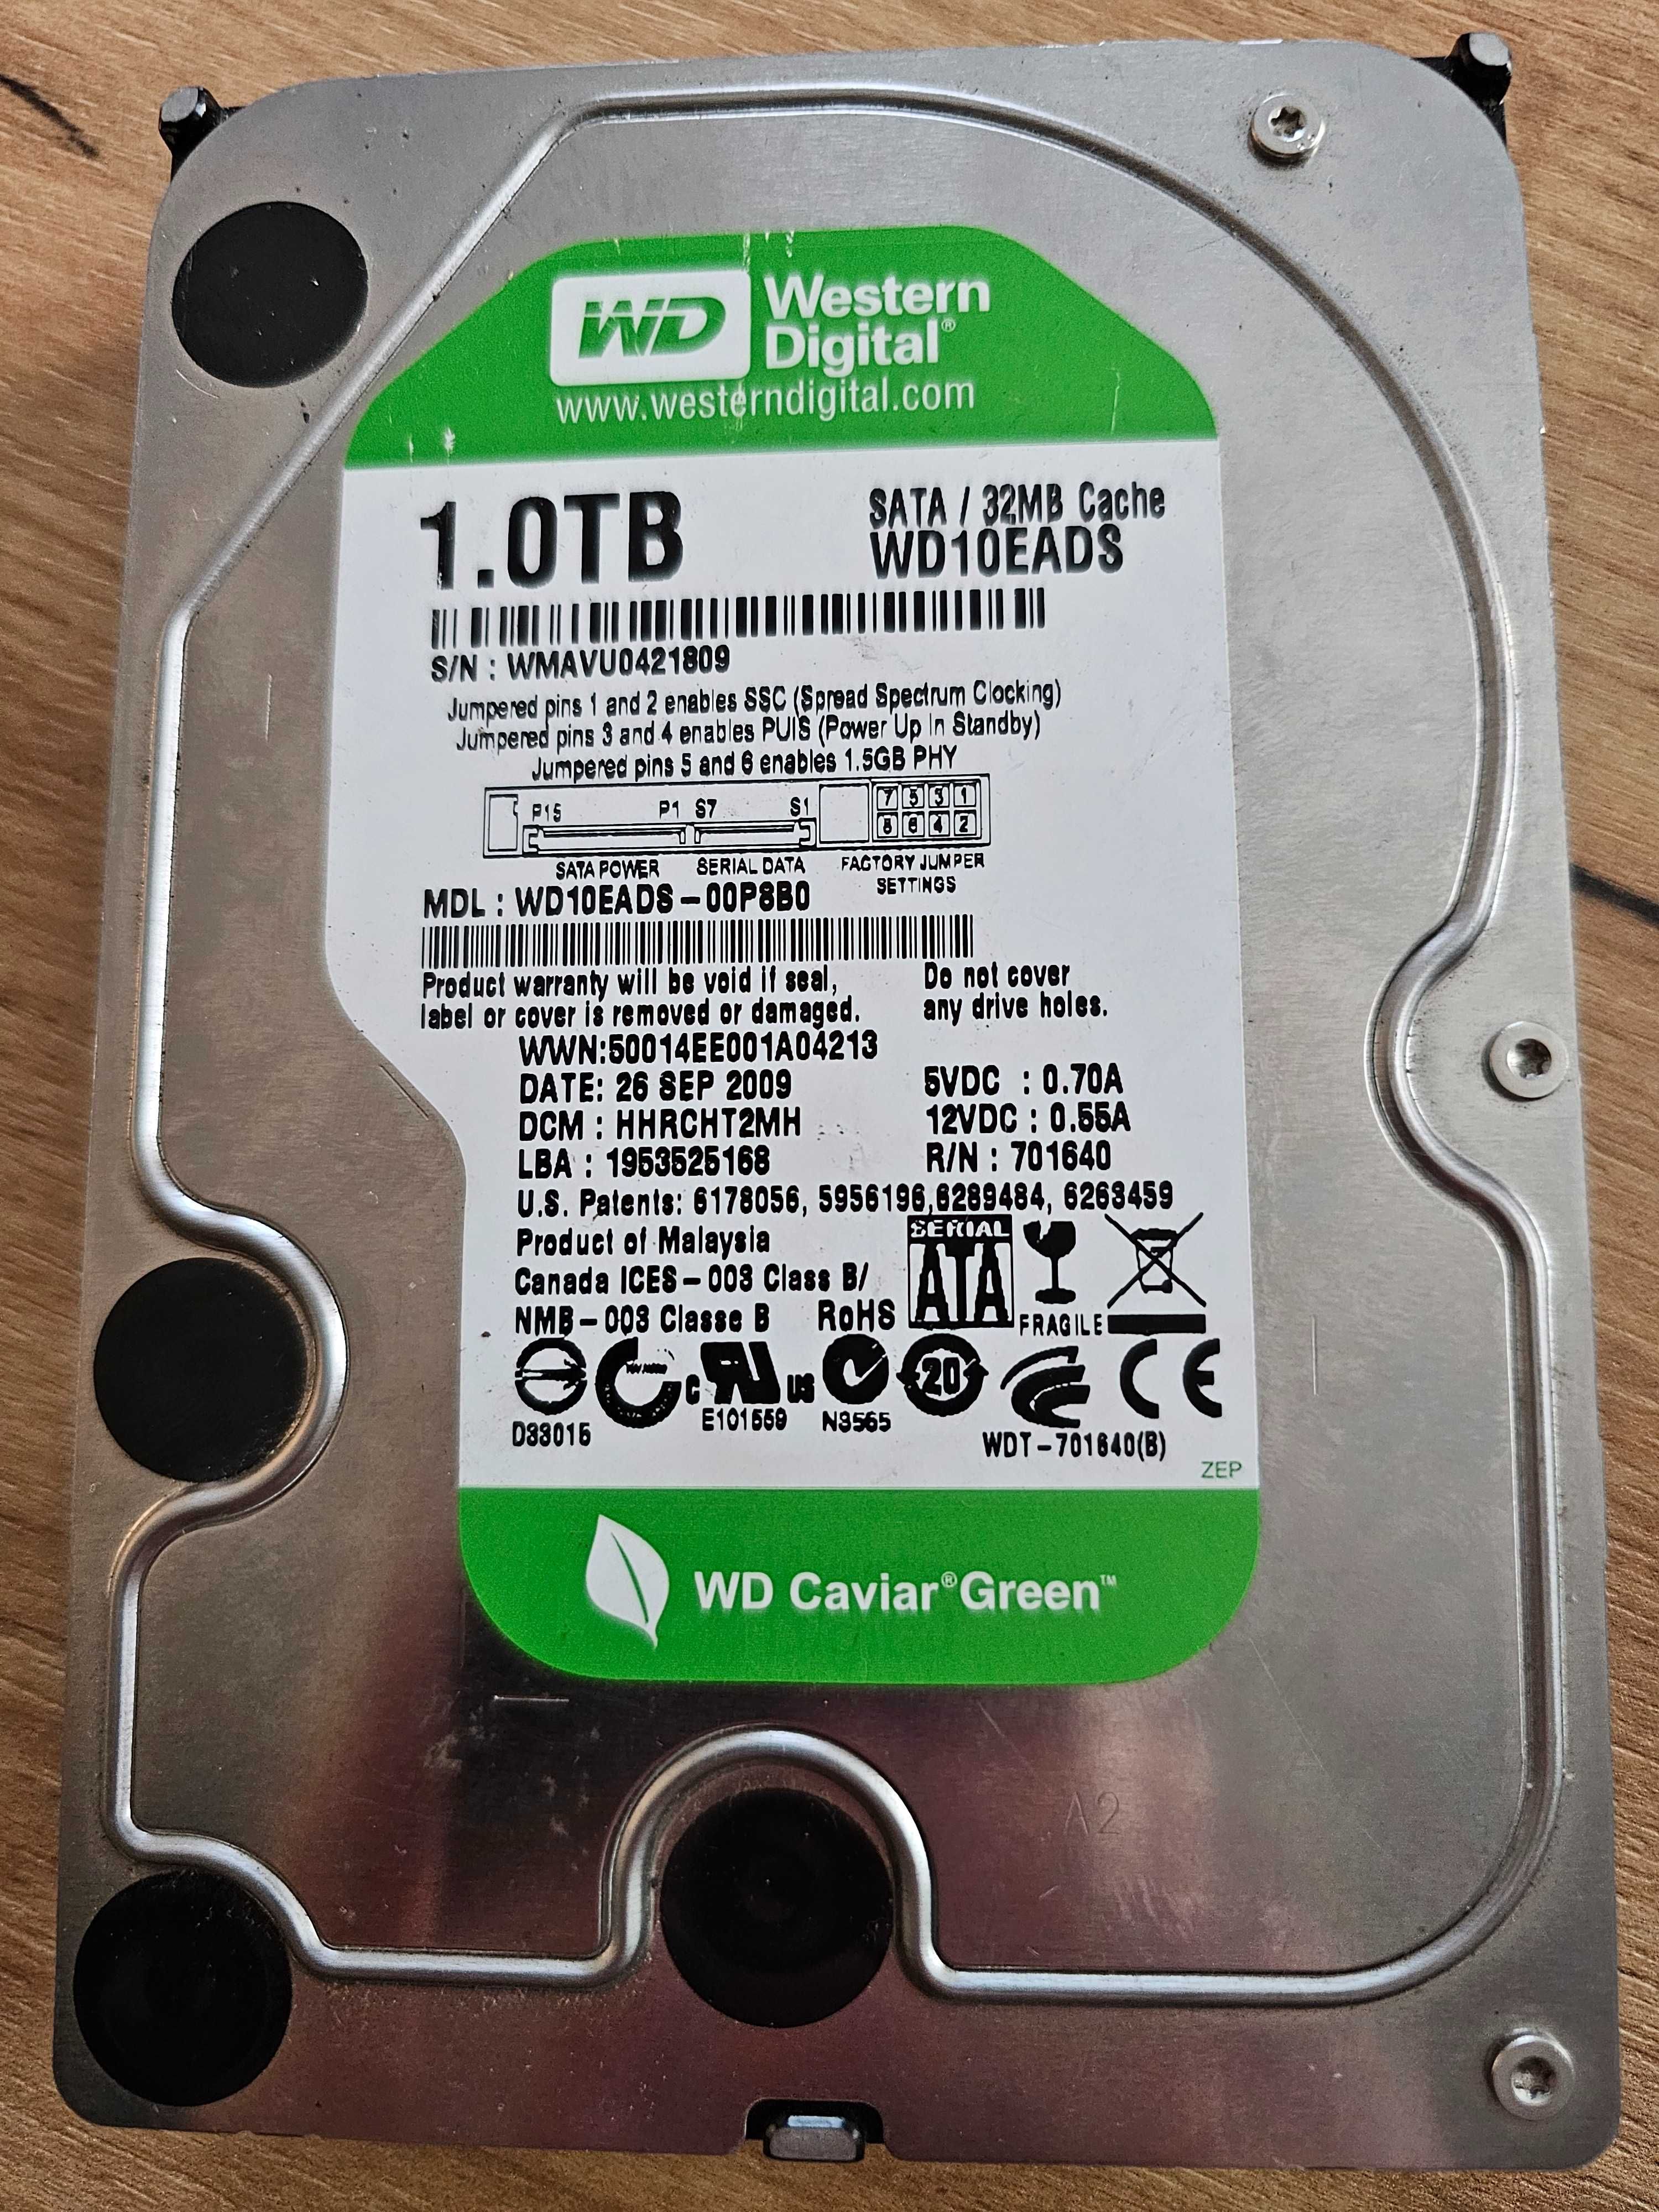 WD Western
Digital®
www.westerndigital.com
1.0TB
SATA / 32MB Cache
WD10EADS
S/N : WMAVU0421809
Jumpered pins 1 and 2 enables SSC (Spread Spectrum Clocking)
Jumpered pins 3 and 4 enables PUIS (Power Up In Standby)
Jumpered pins 5 and 6 enables 1.5GB PHY
P15 P1 S7 S1 7 5 3 1
8 6 4 2
SATA POWER SERIAL DATA FACTORY JUMPER
SETTINGS
MDL : WD10EADS-00P8B0
Product warranty will be void if seal,
label or cover is removed or damaged.
Do not cover
any drive holes.
WWN:50014EE001A04213
DATE: 26 SEP 2009 5VDC : 0.70A
DCM : HHRCHT2MH 12VDC : 0.55A
LBA : 1953525168 R/N : 701640
U.S. Patents: 6178056, 5956196,6289484, 6263459
Product of Malaysia
Canada ICES-003 Class B/
NMB-003 Classe B RoHS
SERIAL
ATA
FRAGILE
C US 20 CE
D33015 E101559 N3565
WDT-701640(B)
ZEP
WD Caviar® Green™
A2